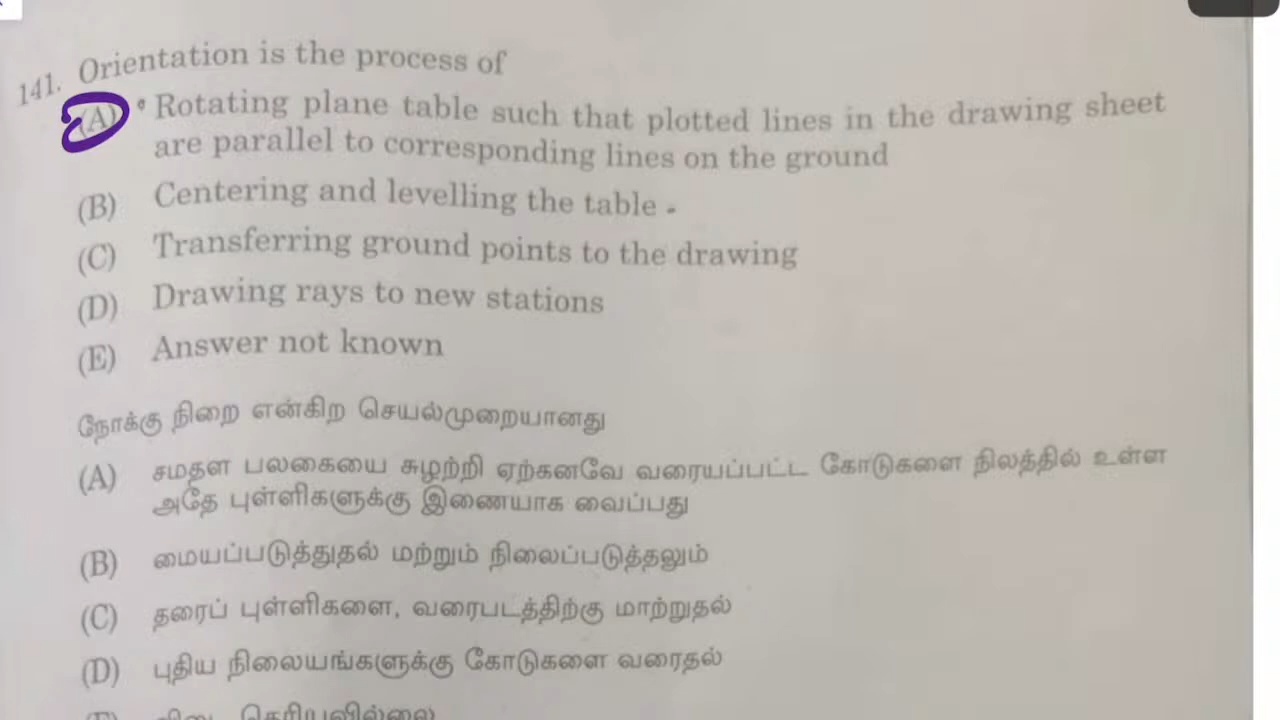 141. Orientation is the process of
(A) Rotating plane table such that plotted lines in the drawing sheet
are parallel to corresponding lines on the ground
(B) Centering and levelling the table
(C) Transferring ground points to the drawing
(D) Drawing rays to new stations
(E) Answer not known
நோக்கு நிறை என்கிற செயல்முறையானது
(A) சமதள பலகையை சுழற்றி ஏற்கனவே வரையப்பட்ட கோடுகளை நிலத்தில் உள்ள
அதே புள்ளிகளுக்கு இணையாக வைப்பது
(B) மையப்படுத்துதல் மற்றும் நிலைப்படுத்தலும்
(C) தரைப் புள்ளிகளை, வரைபடத்திற்கு மாற்றுதல்
(D) புதிய நிலையங்களுக்கு கோடுகளை வரைதல்
(E) விடை தெரியவில்லை